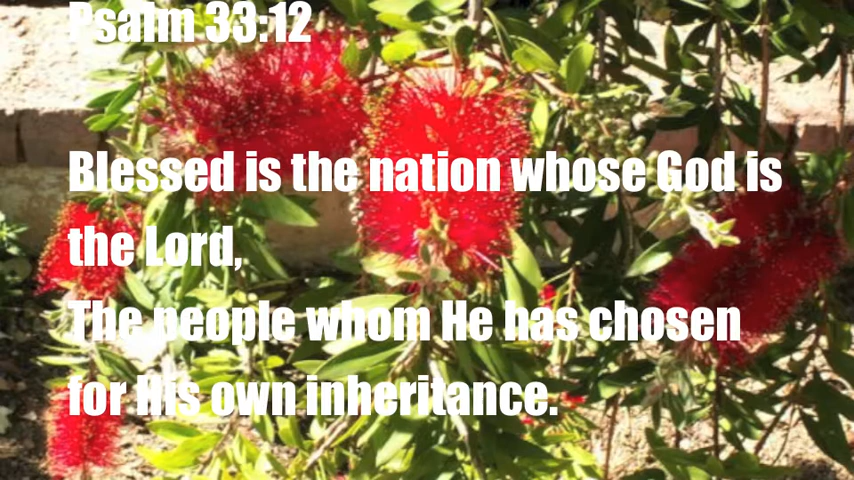 Psalm 33:12
Blessed is the nation whose God is
the Lord,
The people whom He has chosen
for His own inheritance.